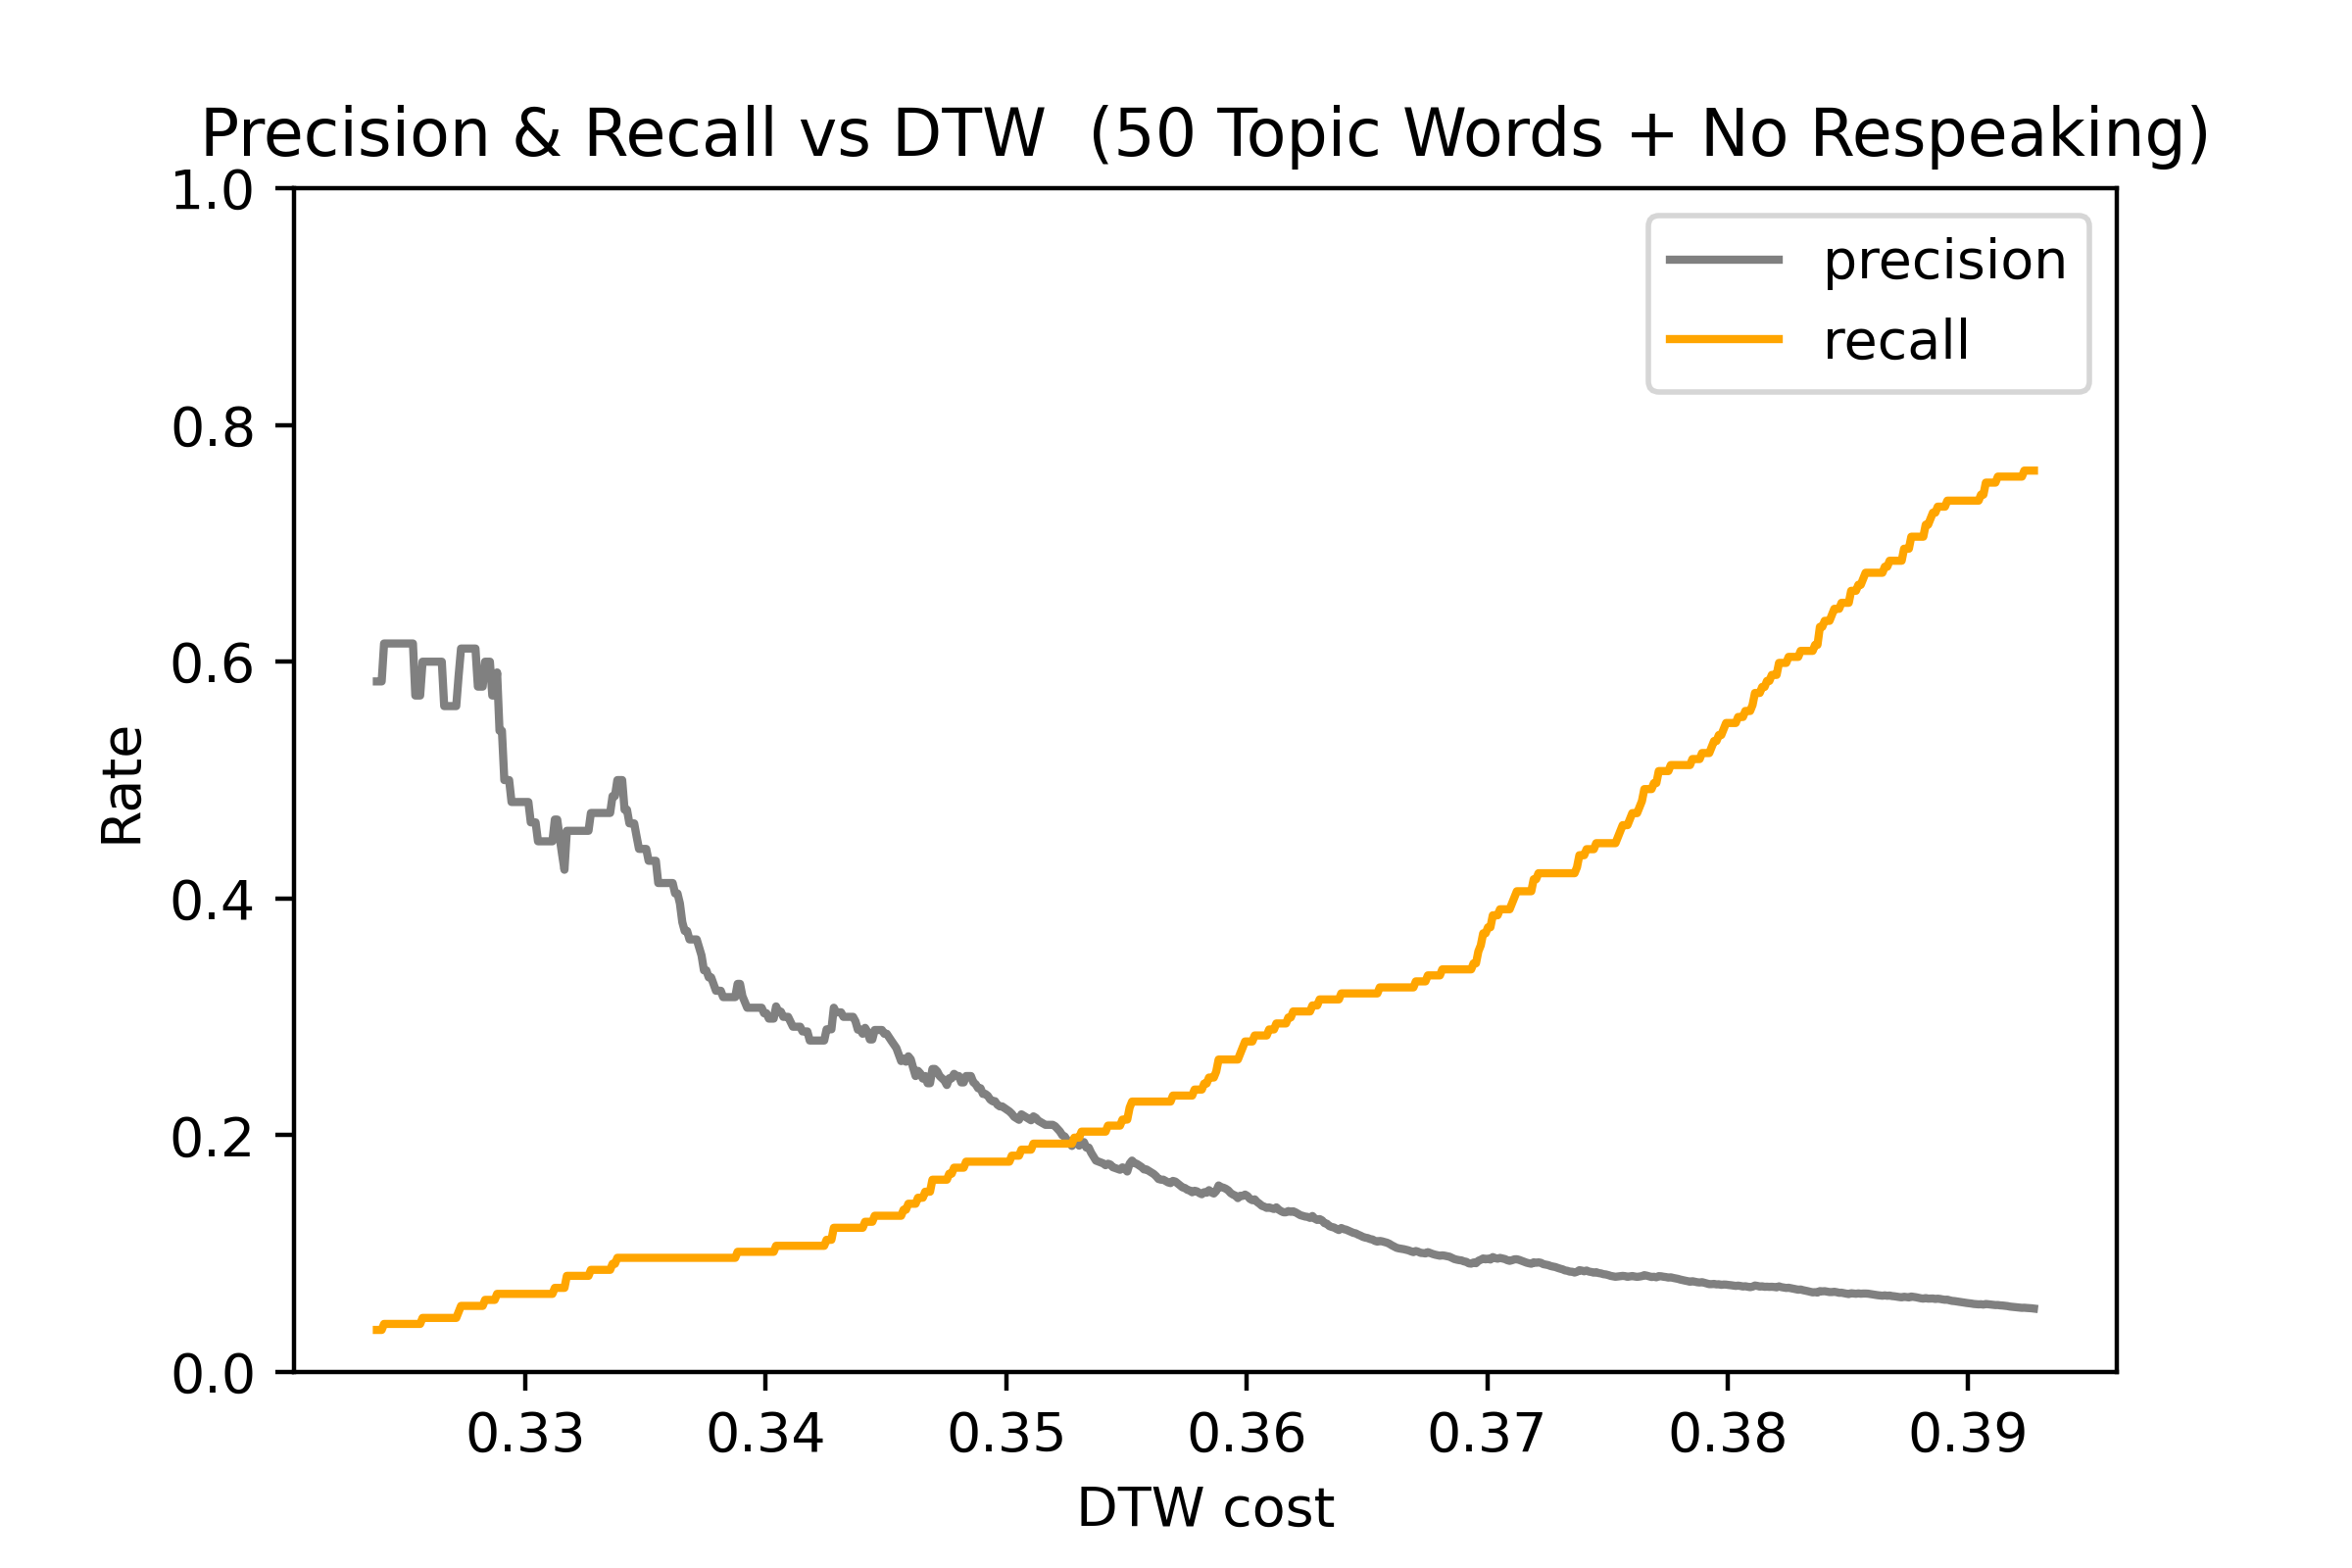 Precision & Recall vs DTW  (50 Topic Words + No Respeaking)
1.0
0.8
0.6
0.4
0.2
0.0
Rate
precision
recall
0.33 0.34 0.35 0.36 0.37 0.38 0.39
DTW cost